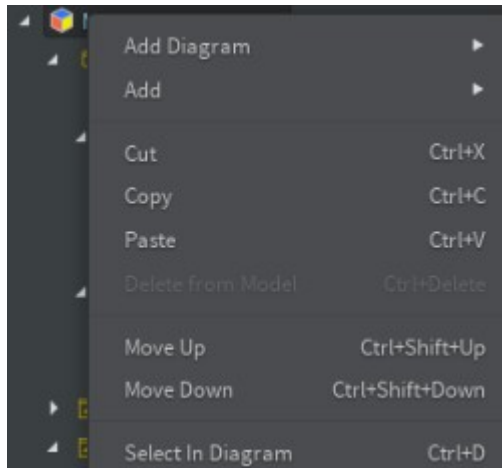 Add Diagram
Add
Cut Ctrl+X
Copy Ctrl+C
Paste Ctrl+V
Delete from Model Ctrl+Delete
Move Up Ctrl+Shift+Up
Move Down Ctrl+Shift+Down
Select In Diagram Ctrl+D